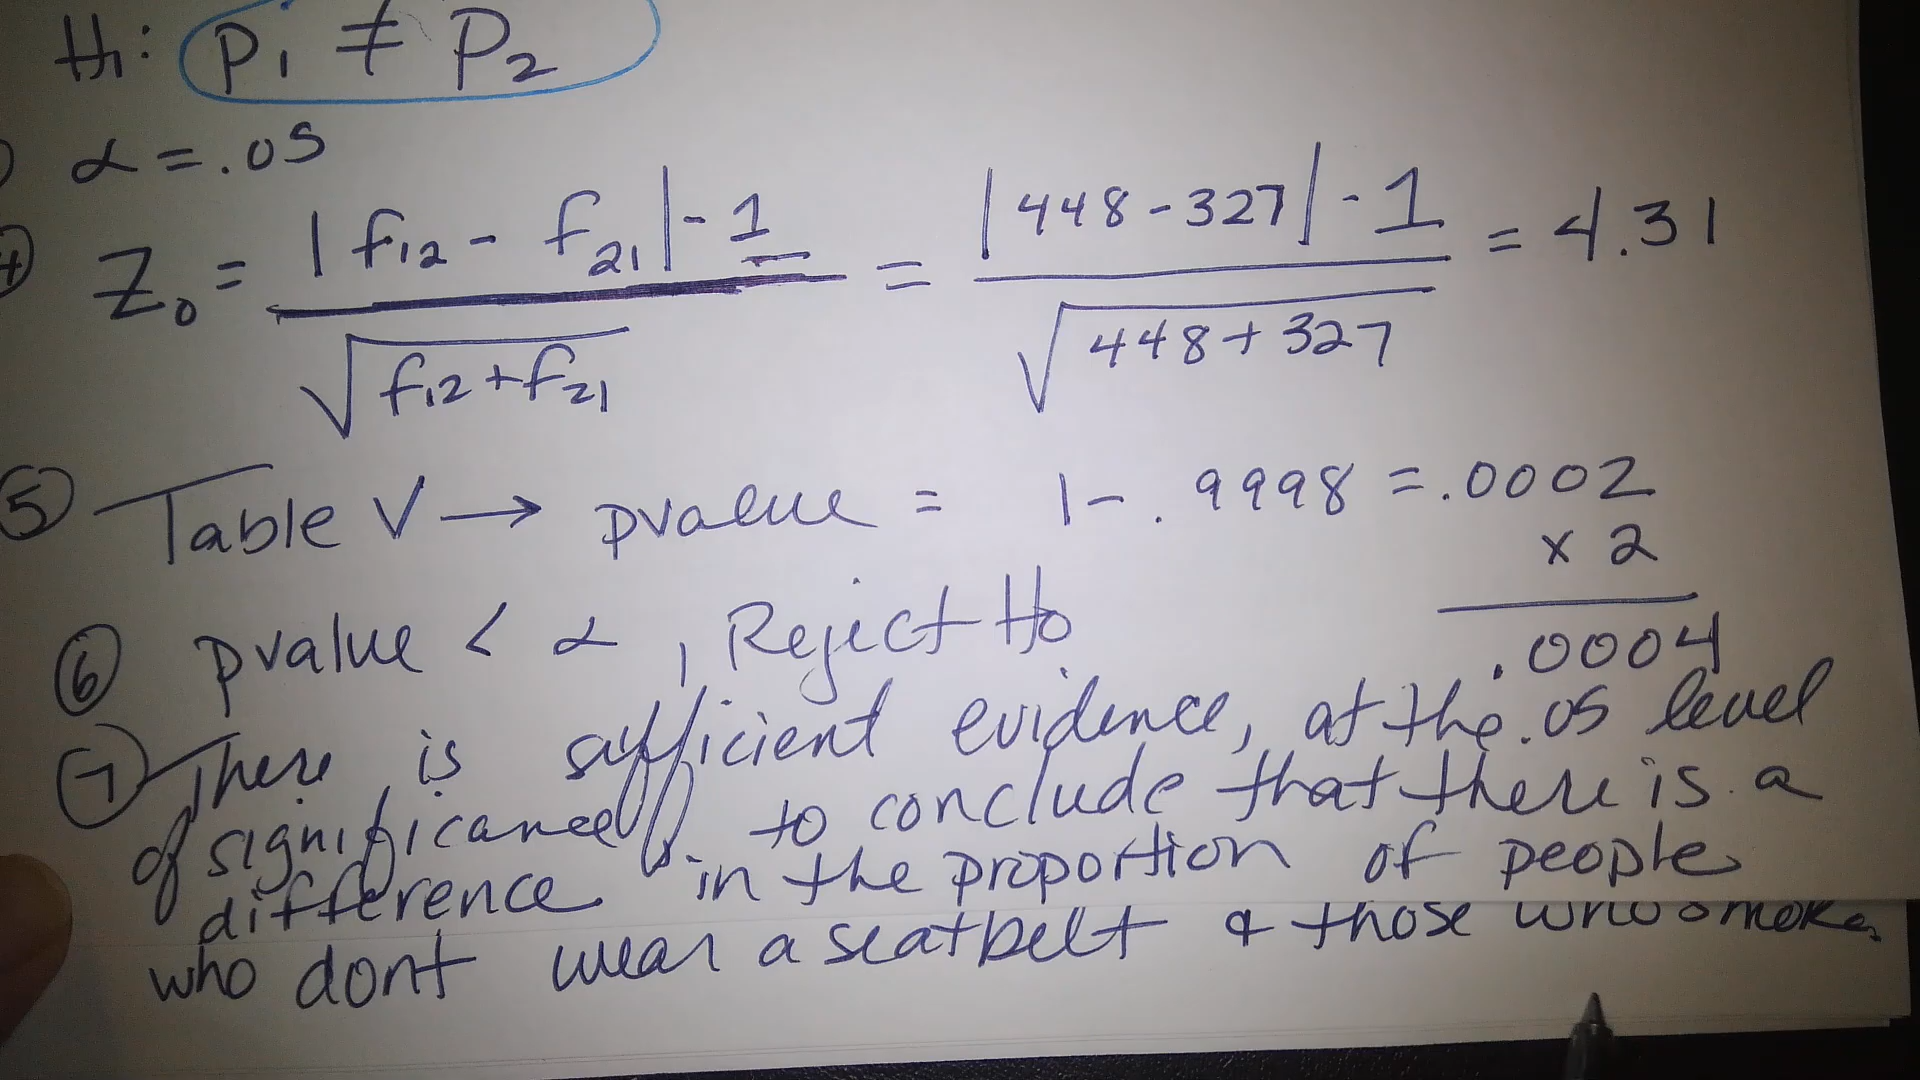 H1: P1 ≠ P2
α = .05
4 Z0 = |f12 - f21| - 1 / √f12 + f21 = |448 - 327| - 1 / √448 + 327 = 4.31
5 Table V → pvalue = 1 - .9998 = .0002
x 2
.0004
6 pvalue < α, Reject H0
7 There is sufficient evidence, at the .05 level
of significance to conclude that there is a
difference in the proportion of people
who dont wear a seatbelt & those who smoke.